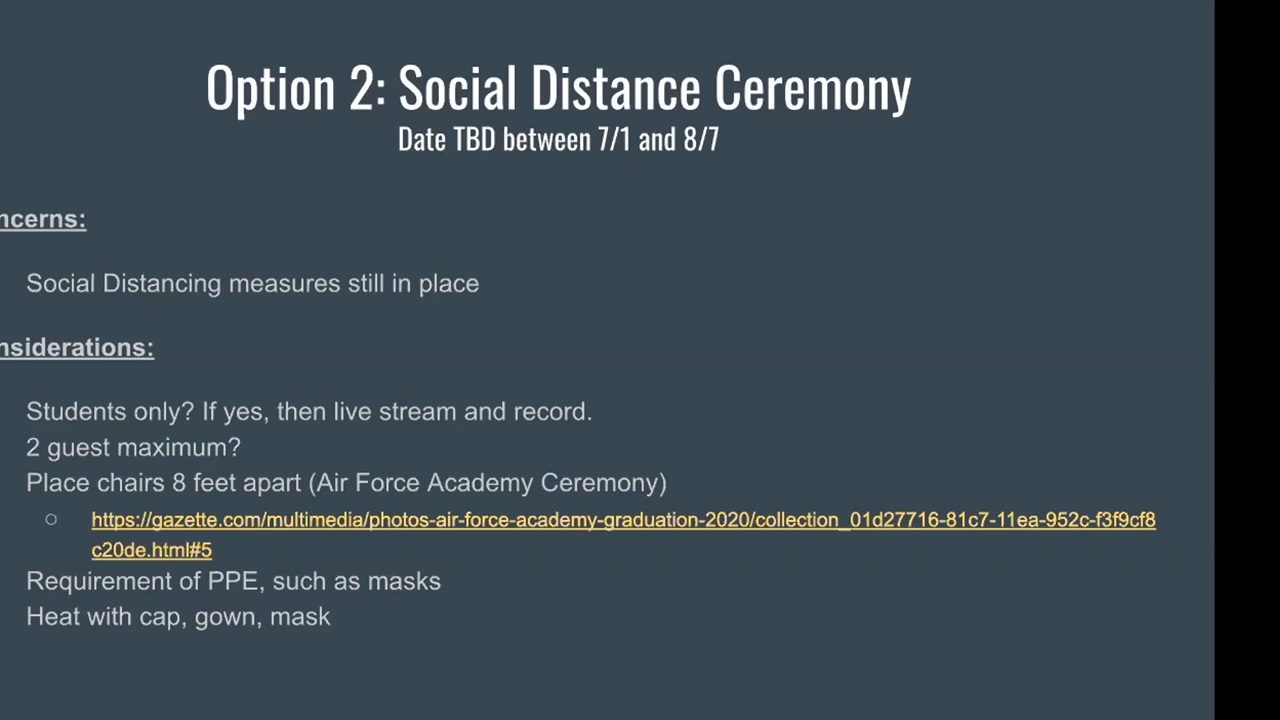 Option 2: Social Distance Ceremony
Date TBD between 7/1 and 8/7
ncerns:
Social Distancing measures still in place
nsiderations:
Students only? If yes, then live stream and record.
2 guest maximum?
Place chairs 8 feet apart (Air Force Academy Ceremony)
https://gazette.com/multimedia/photos-air-force-academy-graduation-2020/collection_01d27716-81c7-11ea-952c-f3f9cf8
c20de.html#5
Requirement of PPE, such as masks
Heat with cap, gown, mask